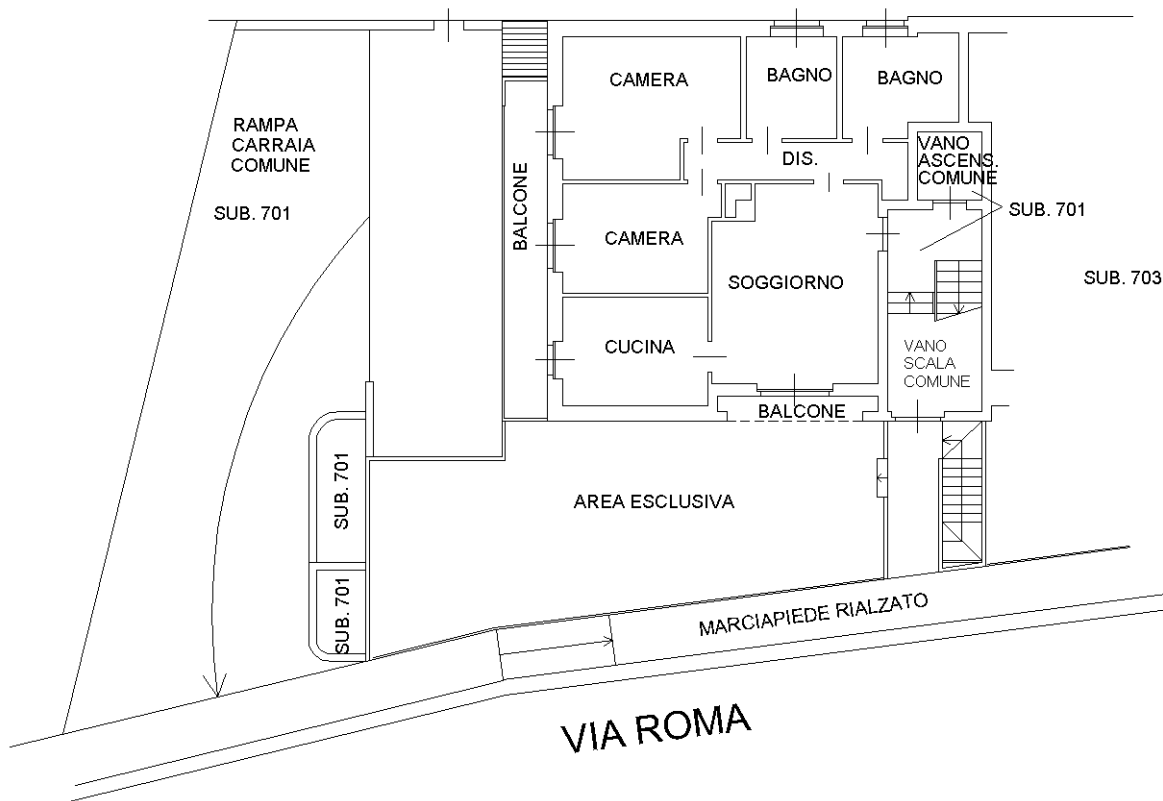 CAMERA
BAGNO
BAGNO
RAMPA
CARRAIA
COMUNE
SUB. 701
BALCONE
DIS.
VANO
ASCENS.
COMUNE
SUB. 701
CAMERA
SOGGIORNO
SUB. 703
CUCINA
VANO
SCALA
COMUNE
BALCONE
SUB. 701
AREA ESCLUSIVA
SUB. 701
MARCIAPIEDE RIALZATO
VIA ROMA